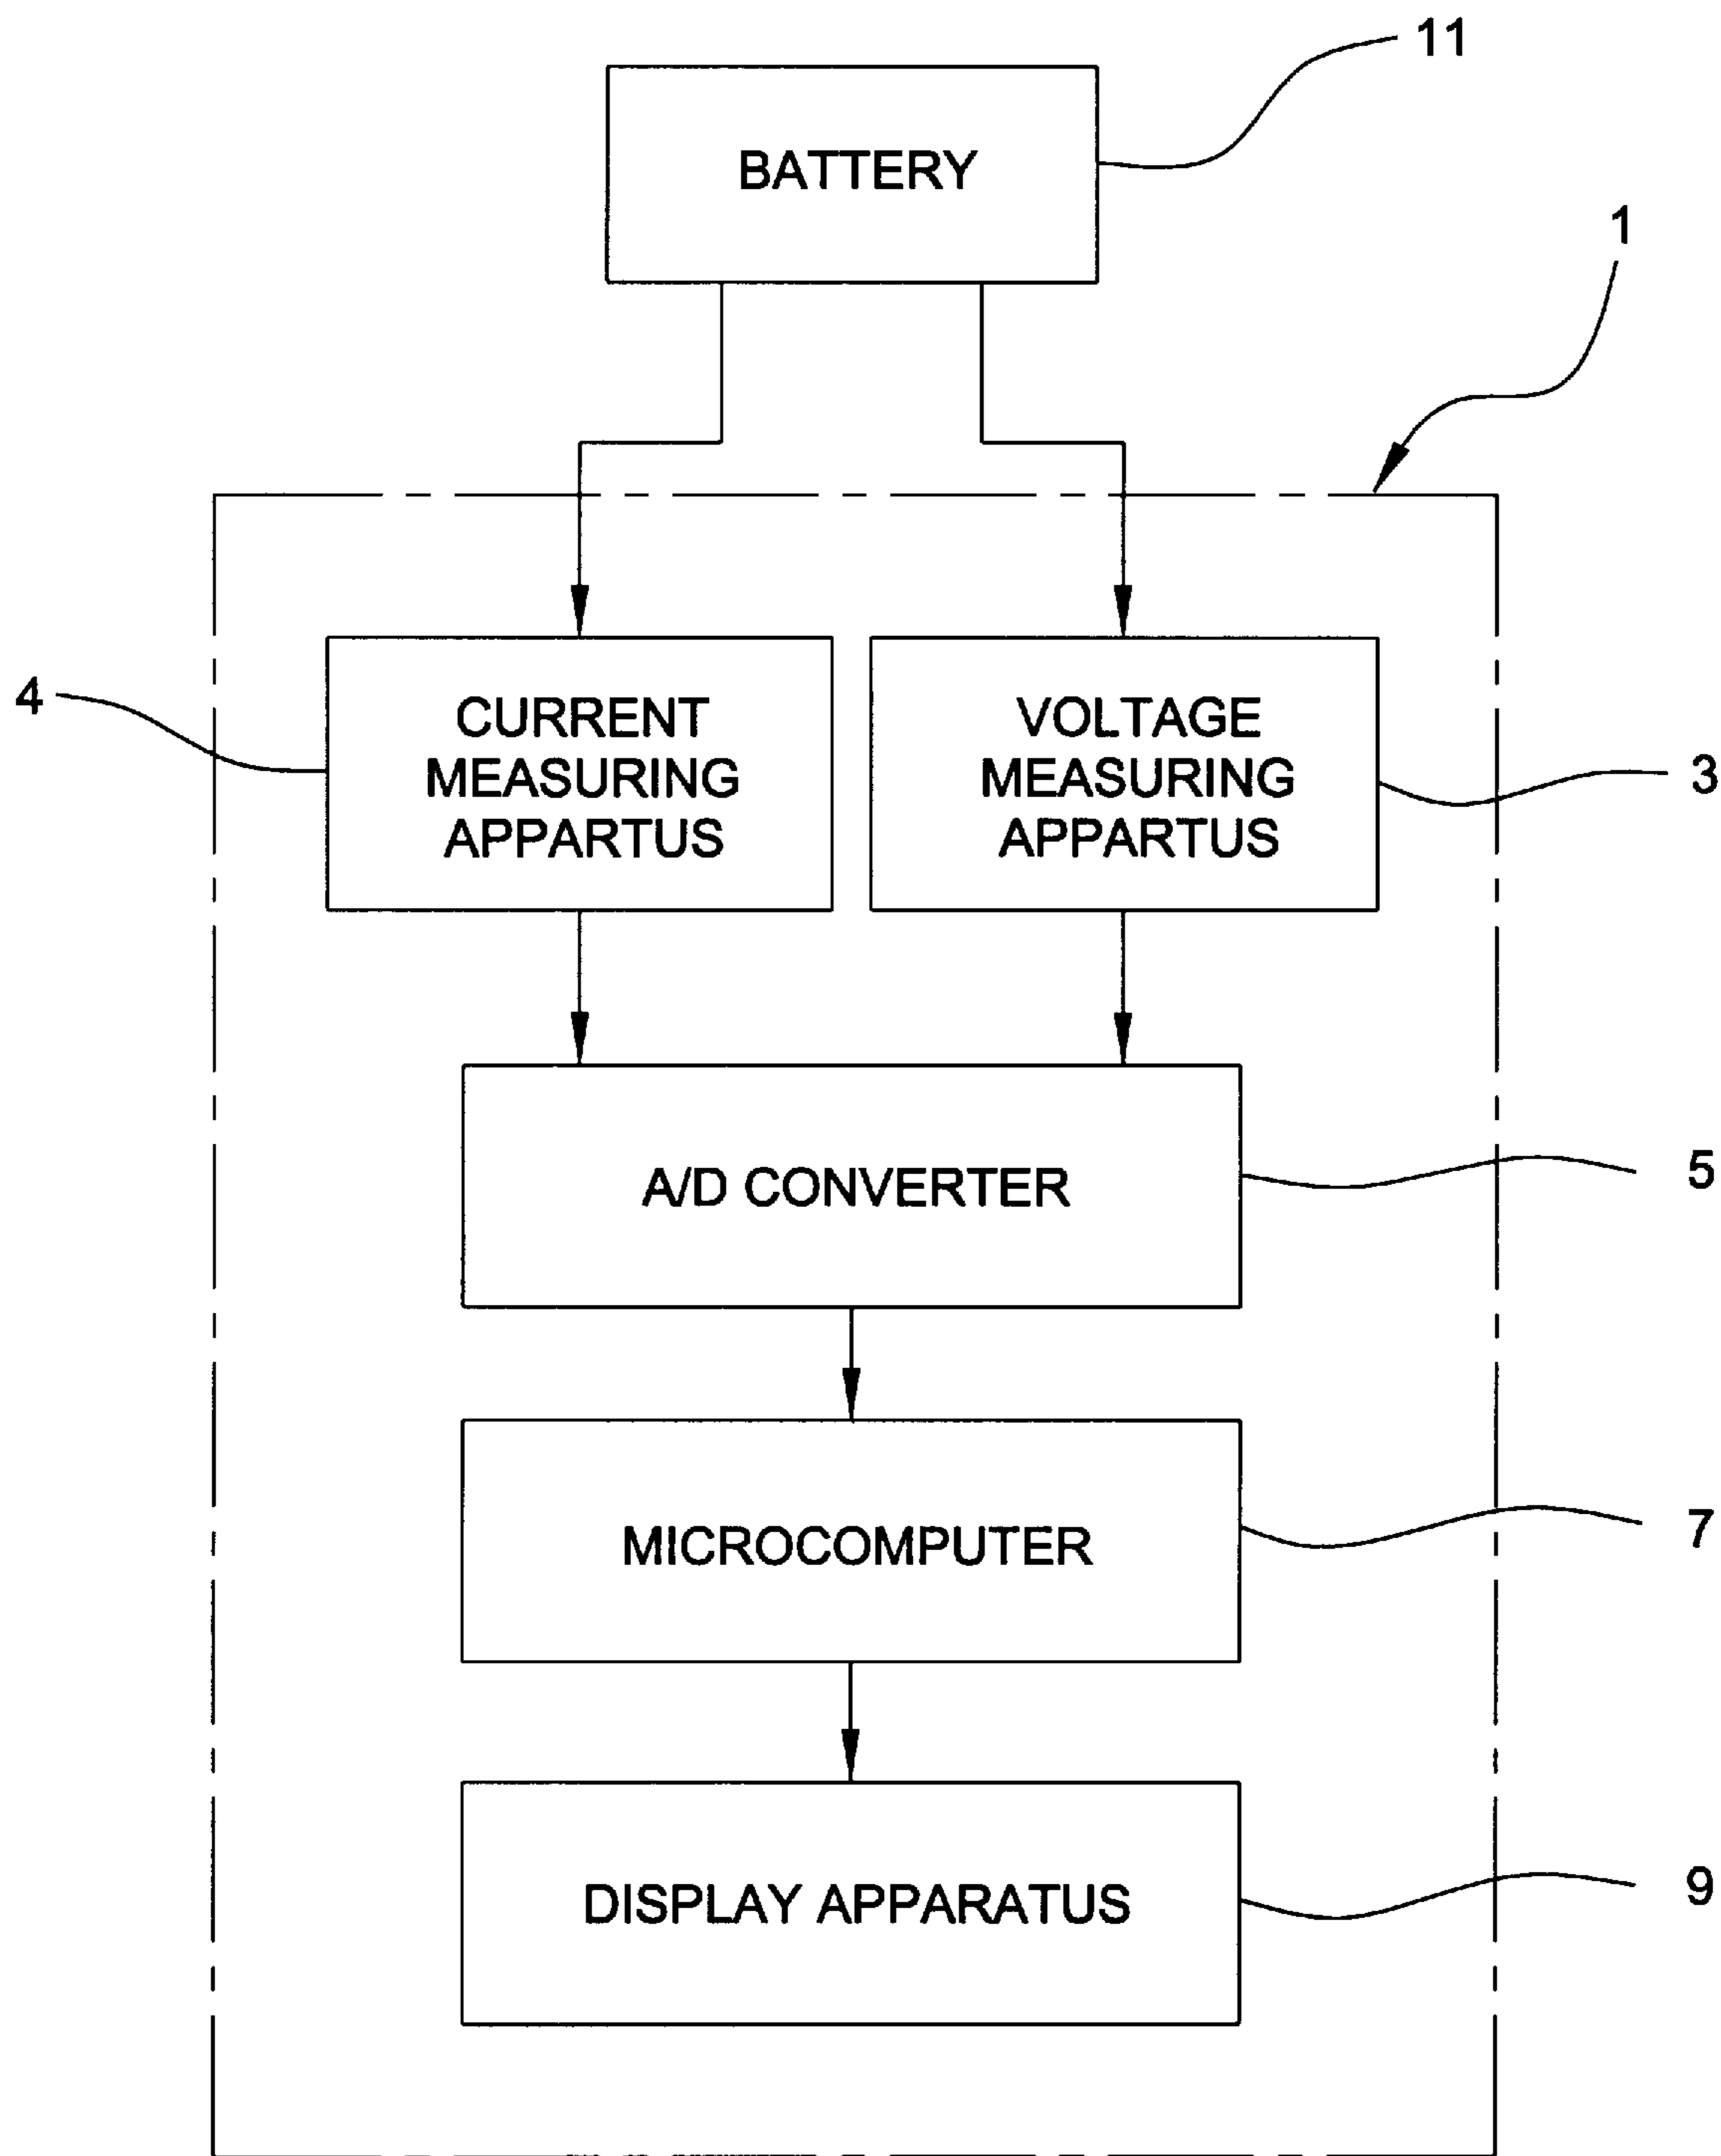 11
BATTERY
1
4
CURRENT
MEASURING
APPARTUS
VOLTAGE
MEASURING
APPARTUS
3
A/D CONVERTER
5
MICROCOMPUTER
7
DISPLAY APPARATUS
9